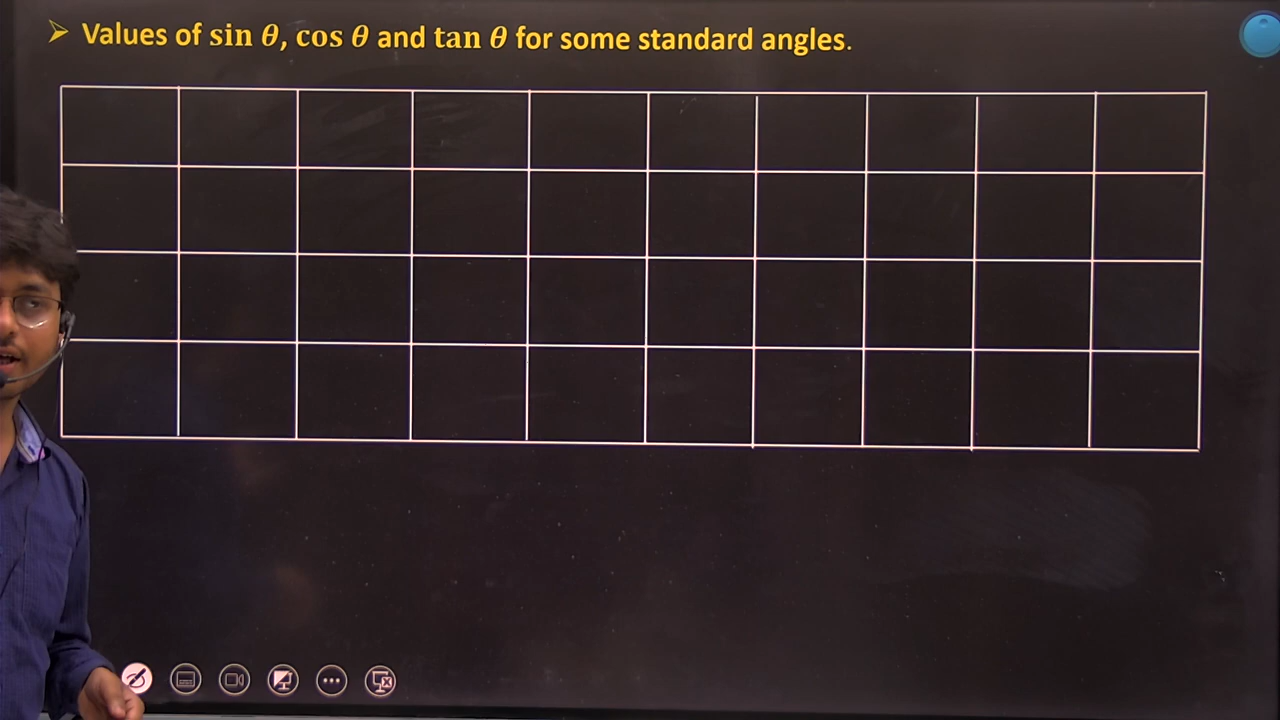 ➢ Values of sin θ, cos θ and tan θ for some standard angles.